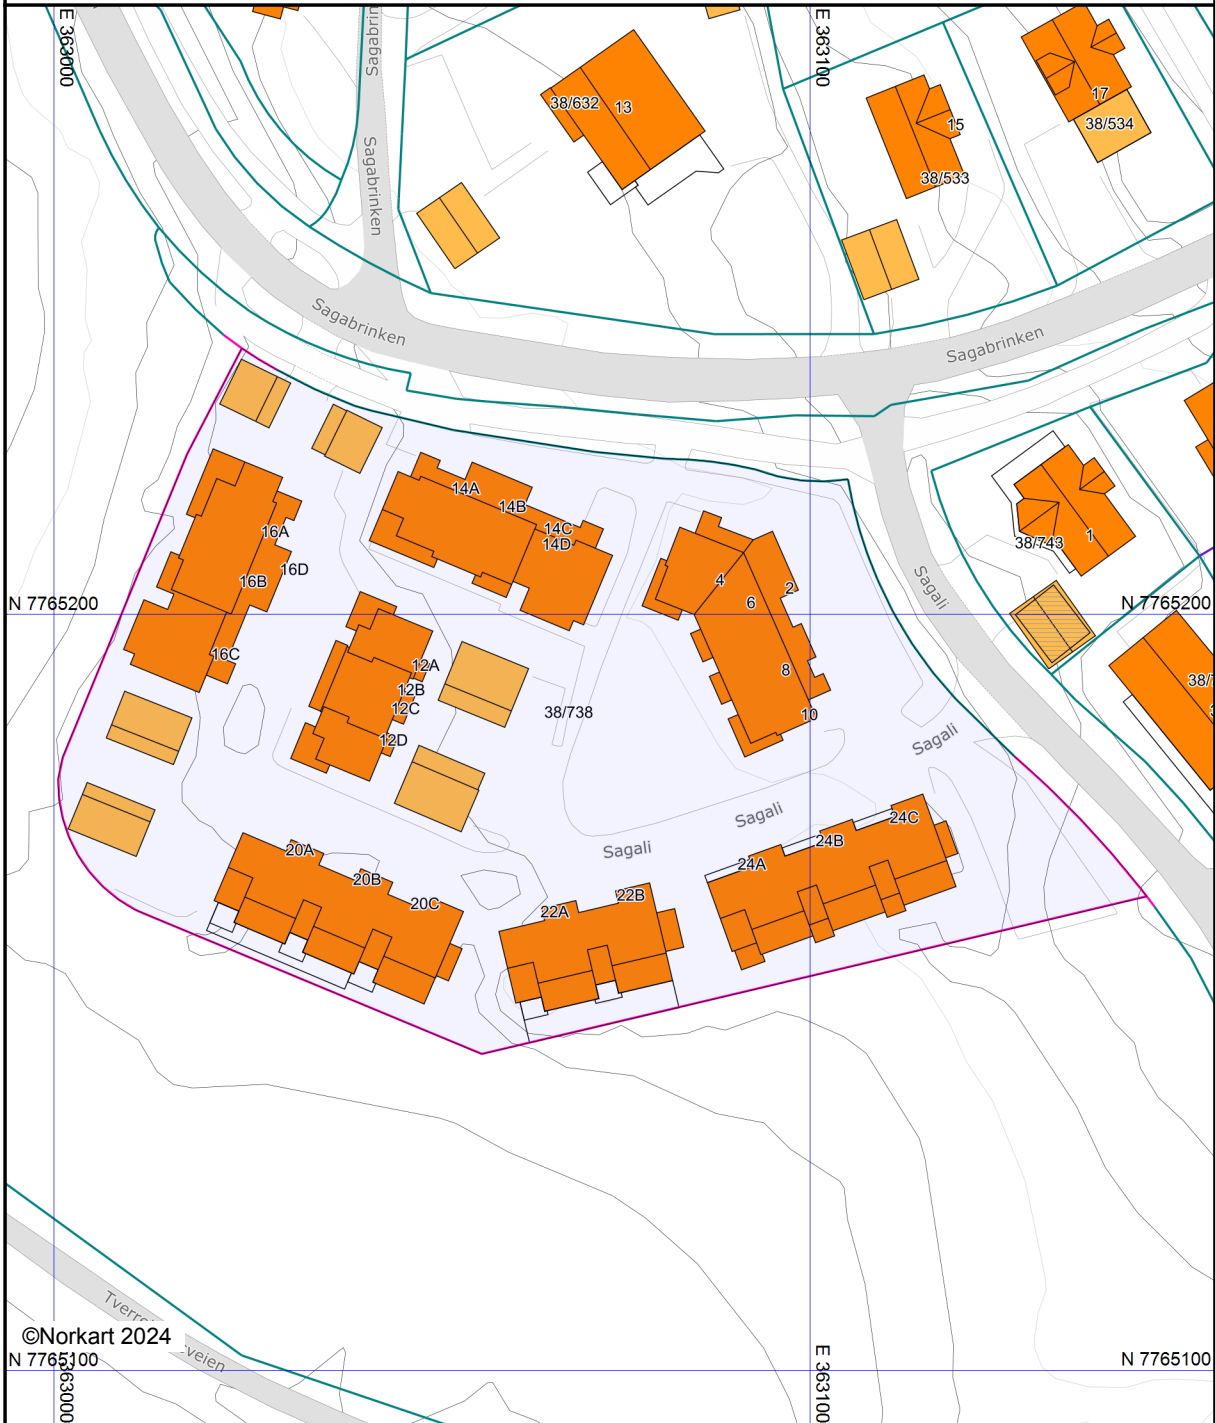 E 363000
Sagabrinken
E 363100
38/632
13
15
38/533
17
38/534
Sagabrinken
Sagabrinken
Sagabrinken
14A
14B
14C
14D
16A
16D
16B
16C
4
6
2
8
10
Sagali
38/743
1
N 7765200
N 7765200
12A
12B
12C
12D
38/738
Sagali
Sagali
Sagali
20A
20B
20C
22A
22B
24A
24B
24C
©Norkart 2024
N 7765100
363000
E 363100
N 7765100